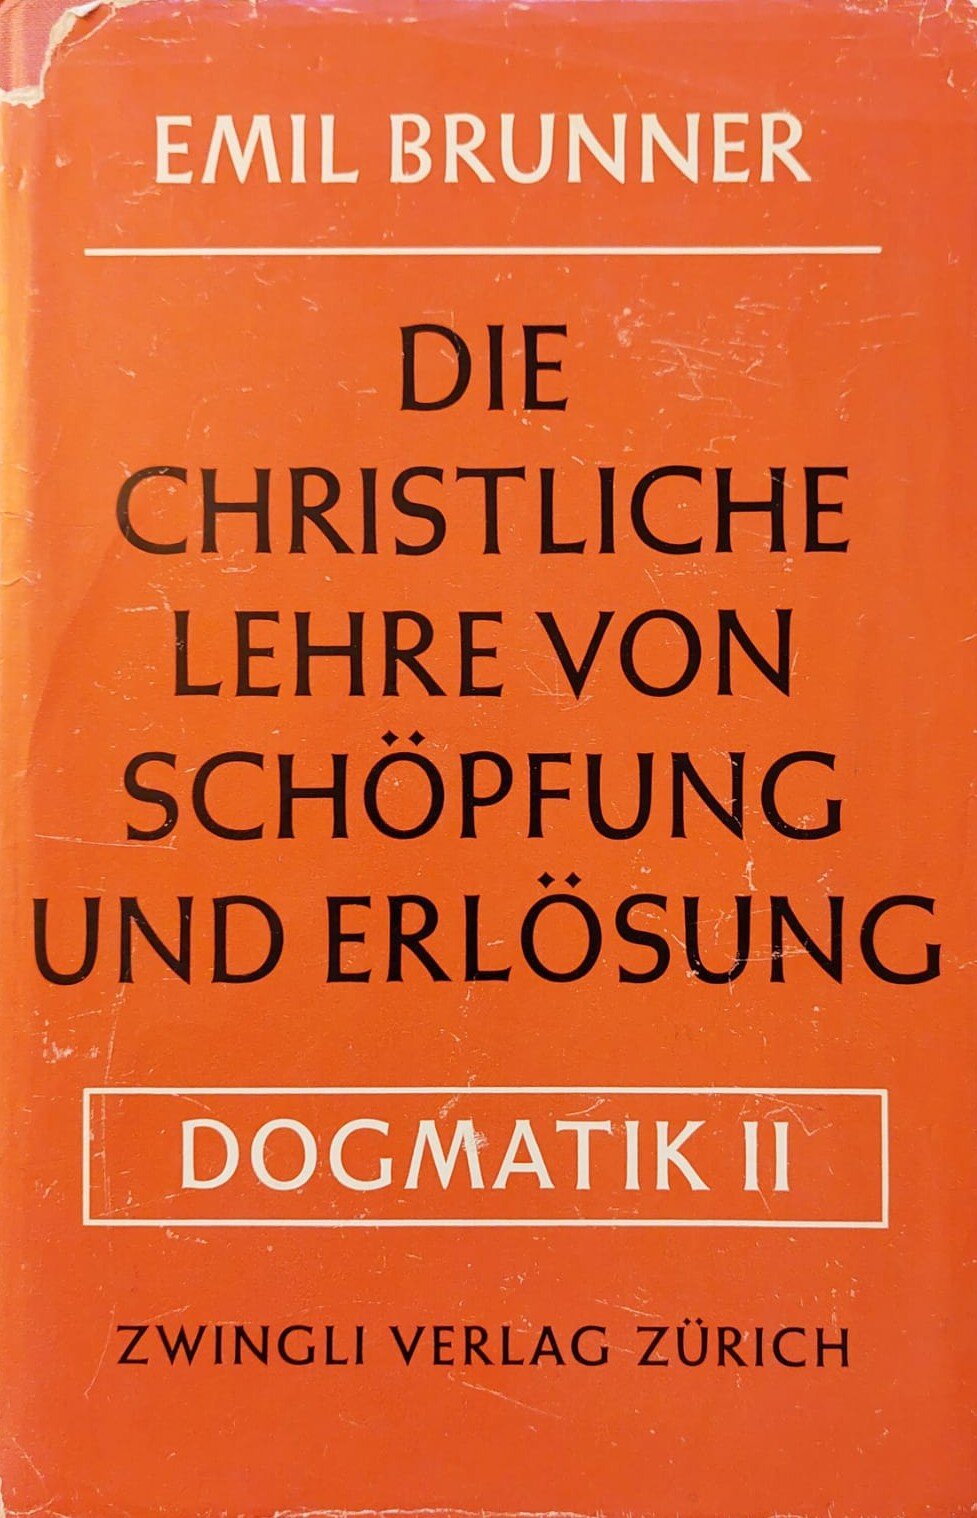 EMIL BRUNNER
DIE
CHRISTLICHE
LEHRE VON
SCHÖPFUNG
UND ERLÖSUNG
DOGMATIK II
ZWINGLI VERLAG ZÜRICH